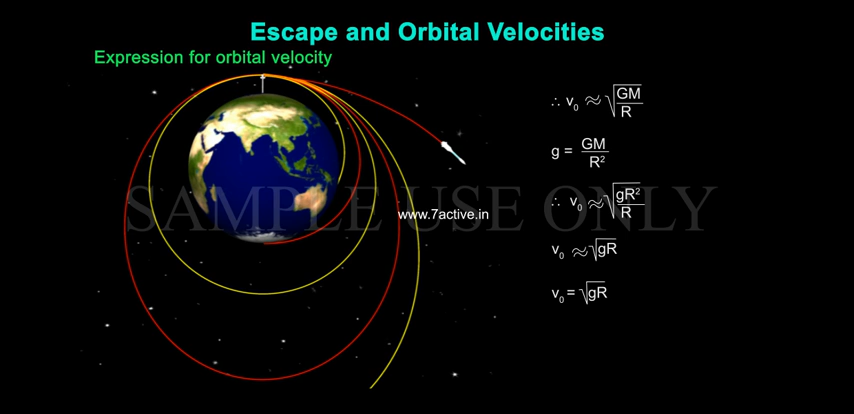 Escape and Orbital Velocities
Expression for orbital velocity
∴ v₀ ≈ √(GM/R)
g = GM/R²
SAMPLE USE ONLY
www.7active.in
∴ v₀ ≈ √(gR²/R)
v₀ ≈ √gR
v₀ = √gR